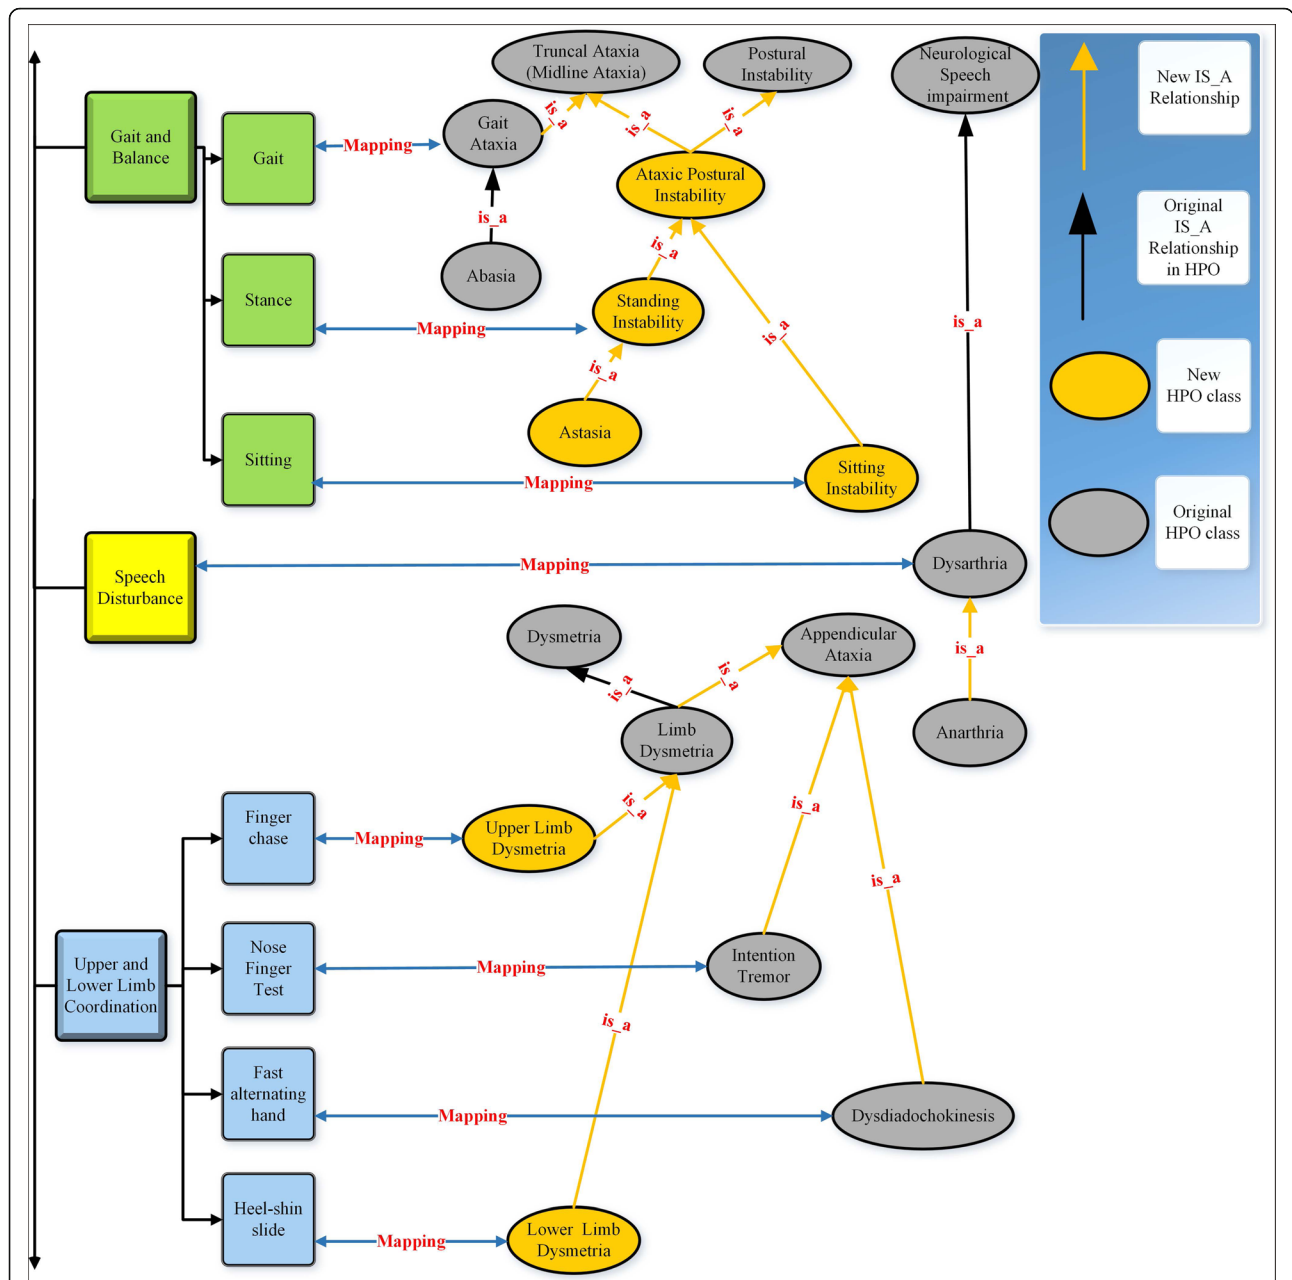 Truncal Ataxia
(Midline Ataxia)
Postural
Instability
Neurological
Speech
impairment
New IS_A
Relationship
Gait and
Balance
Gait
Mapping
Gait
Ataxia
is_a
is_a
is_a
Ataxic Postural
Instability
is_a
Original
IS_A
Relationship
in HPO
Abasia
Stance
Mapping
is_a
Standing
Instability
is_a
is_a
is_a
New
HPO class
Astasia
Sitting
Mapping
Sitting
Instability
Original
HPO class
Speech
Disturbance
Mapping
Dysarthria
Dysmetria
Appendicular
Ataxia
is_a
is_a
is_a
Limb
Dysmetria
Anarthria
Finger
chase
Mapping
Upper Limb
Dysmetria
is_a
is_a
is_a
Upper and
Lower Limb
Coordination
Nose
Finger
Test
Mapping
Intention
Tremor
is_a
Fast
alternating
hand
Mapping
Dysdiadochokinesis
Heel-shin
slide
Mapping
Lower Limb
Dysmetria